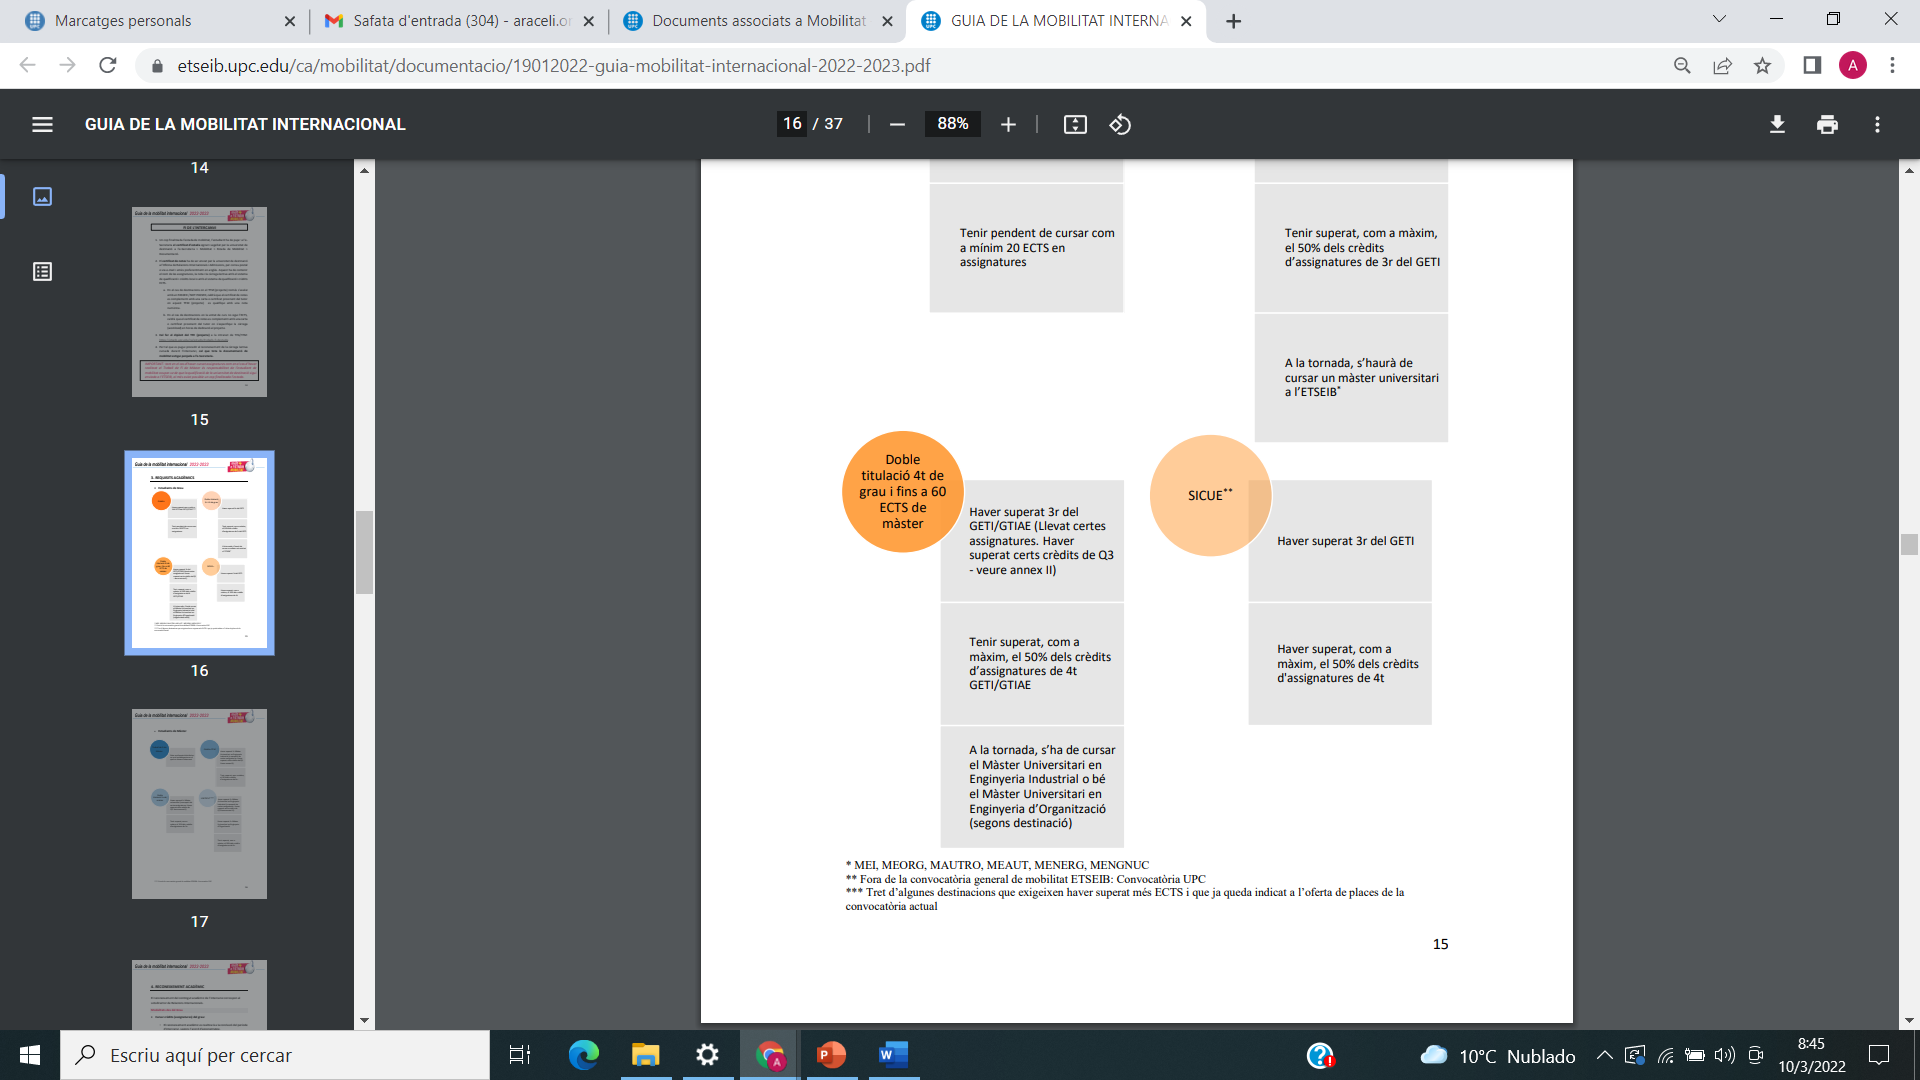 Marcatges personals
Safata d'entrada (304) - araceli.or
Documents associats a Mobilitat
GUIA DE LA MOBILITAT INTERNA
etseib.upc.edu/ca/mobilitat/documentacio/19012022-guia-mobilitat-internacional-2022-2023.pdf
A
GUIA DE LA MOBILITAT INTERNACIONAL
16 / 37
88%
14
15
16
17
Tenir pendent de cursar com
a mínim 20 ECTS en
assignatures
Tenir superat, com a màxim,
el 50% dels crèdits
d'assignatures de 3r del GETI
A la tornada, s'haurà de
cursar un màster universitari
a l'ETSEIB*
Doble
titulació 4t de
grau i fins a 60
ECTS de
màster
Haver superat 3r del
GETI/GTIAE (Llevat certes
assignatures. Haver
superat certs crèdits de Q3
- veure annex II)
Tenir superat, com a
màxim, el 50% dels crèdits
d'assignatures de 4t
GETI/GTIAE
A la tornada, s'ha de cursar
el Màster Universitari en
Enginyeria Industrial o bé
el Màster Universitari en
Enginyeria d'Organització
(segons destinació)
SICUE**
Haver superat 3r del GETI
Haver superat, com a
màxim, el 50% dels crèdits
d'assignatures de 4t
* MEI, MEORG, MAUTRO, MEAUT, MENERG, MENGNUC
** Fora de la convocatòria general de mobilitat ETSEIB: Convocatòria UPC
*** Tret d'algunes destinacions que exigeixen haver superat més ECTS i que ja queda indicat a l'oferta de places de la
convocatòria actual
15
Escriu aquí per cercar
10°C Nublado
8:45
10/3/2022